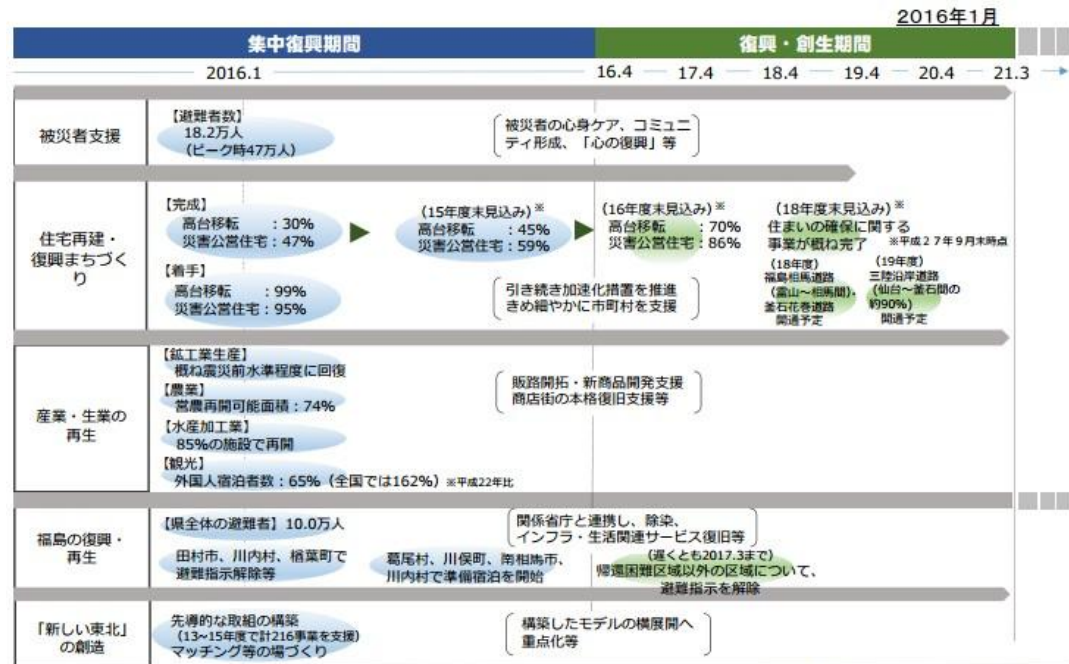 2016年1月
集中復興期間
復興・創生期間
2016.1
16.4
17.4
18.4
19.4
20.4
21.3
被災者支援
【避難者数】
18.2万人
(ピーク時47万人)
被災者の心身ケア、コミュニ
ティ形成、「心の復興」等
住宅再建・
復興まちづく
り
【完成】
高台移転　　：30%
災害公営住宅：47%
【着手】
高台移転　　：99%
災害公営住宅：95%
(15年度末見込み)※
高台移転　　：45%
災害公営住宅：59%
引き続き加速化措置を推進
きめ細やかに市町村を支援
(16年度末見込み)※
高台移転　　：70%
災害公営住宅：86%
(18年度末見込み)※
住まいの確保に関する
事業が概ね完了　※平成27年9月末時点
(18年度)
福島相馬道路
(霊山～相馬間)・
釜石花巻道路
開通予定
(19年度)
三陸沿岸道路
(仙台～釜石間の
約90%)
開通予定
産業・生業の
再生
【鉱工業生産】
概ね震災前水準程度に回復
【農業】
営農再開可能面積：74%
【水産加工業】
85%の施設で再開
【観光】
外国人宿泊者数：65%（全国では162%）※平成22年比
販路開拓・新商品開発支援
商店街の本格復旧支援等
福島の復興・
再生
【県全体の避難者】10.0万人
田村市、川内村、楢葉町で
避難指示解除等
葛尾村、川俣町、南相馬市、
川内村で準備宿泊を開始
関係省庁と連携し、除染、
インフラ・生活関連サービス復旧等
(遅くとも2017.3まで)
帰還困難区域以外の区域について、
避難指示を解除
「新しい東北」
の創造
先導的な取組の構築
(13~15年度で計216事業を支援)
マッチング等の場づくり
構築したモデルの横展開へ
重点化等